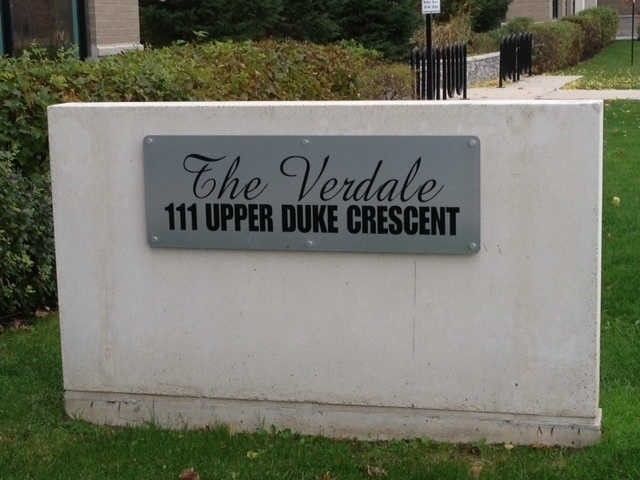 The Verdale
111 UPPER DUKE CRESCENT